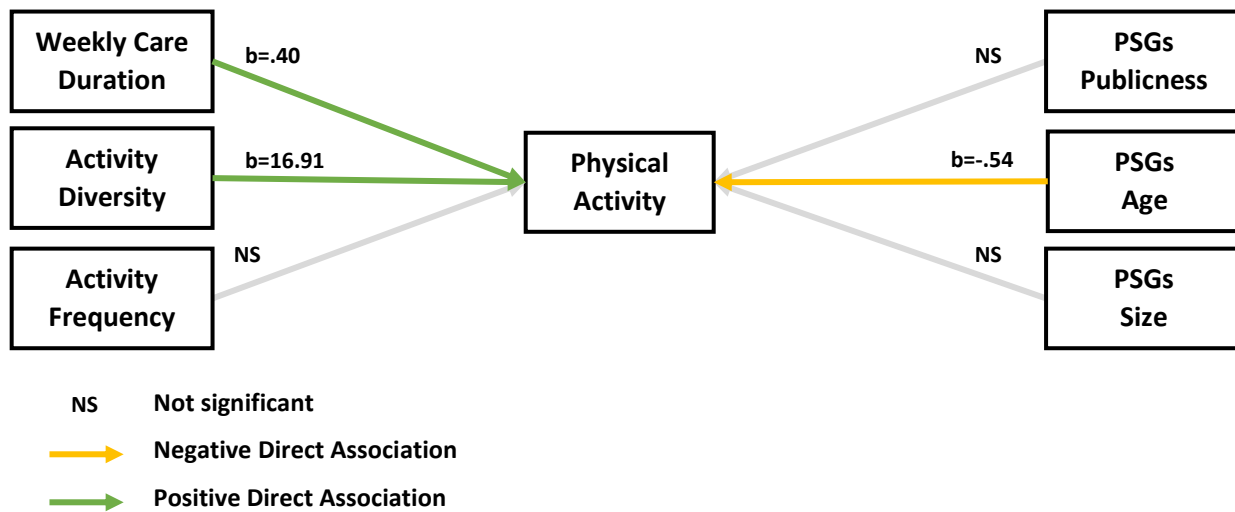 Weekly Care
Duration
b=.40
Activity
Diversity
b=16.91
Activity
Frequency
NS
Physical
Activity
NS
PSGs
Publicness
b=-.54
PSGs
Age
NS
PSGs
Size
NS Not significant
Negative Direct Association
Positive Direct Association